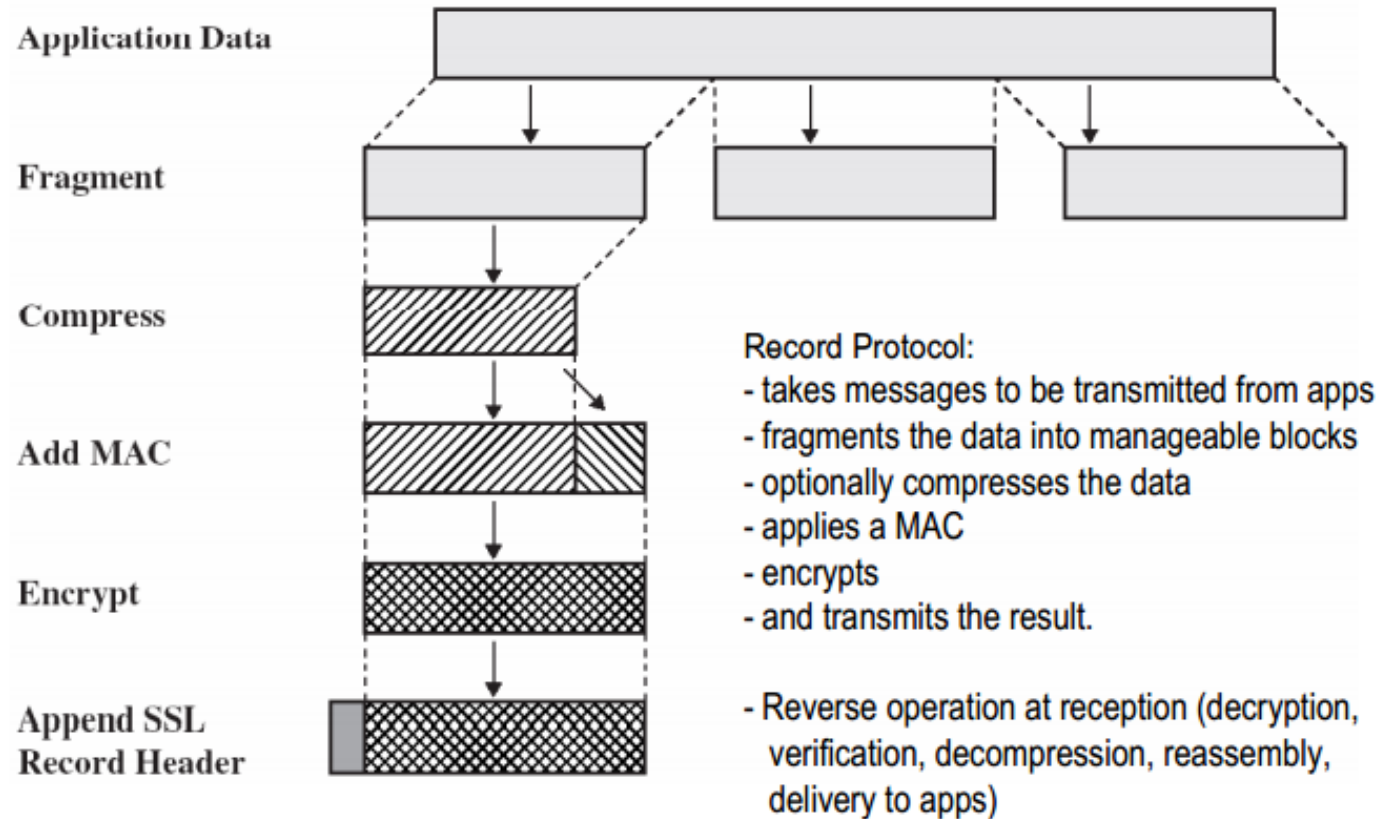 Application Data
Fragment
Compress
Record Protocol:
- takes messages to be transmitted from apps
- fragments the data into manageable blocks
- optionally compresses the data
- applies a MAC
- encrypts
- and transmits the result.
- Reverse operation at reception (decryption,
verification, decompression, reassembly,
delivery to apps)
Add MAC
Encrypt
Append SSL
Record Header